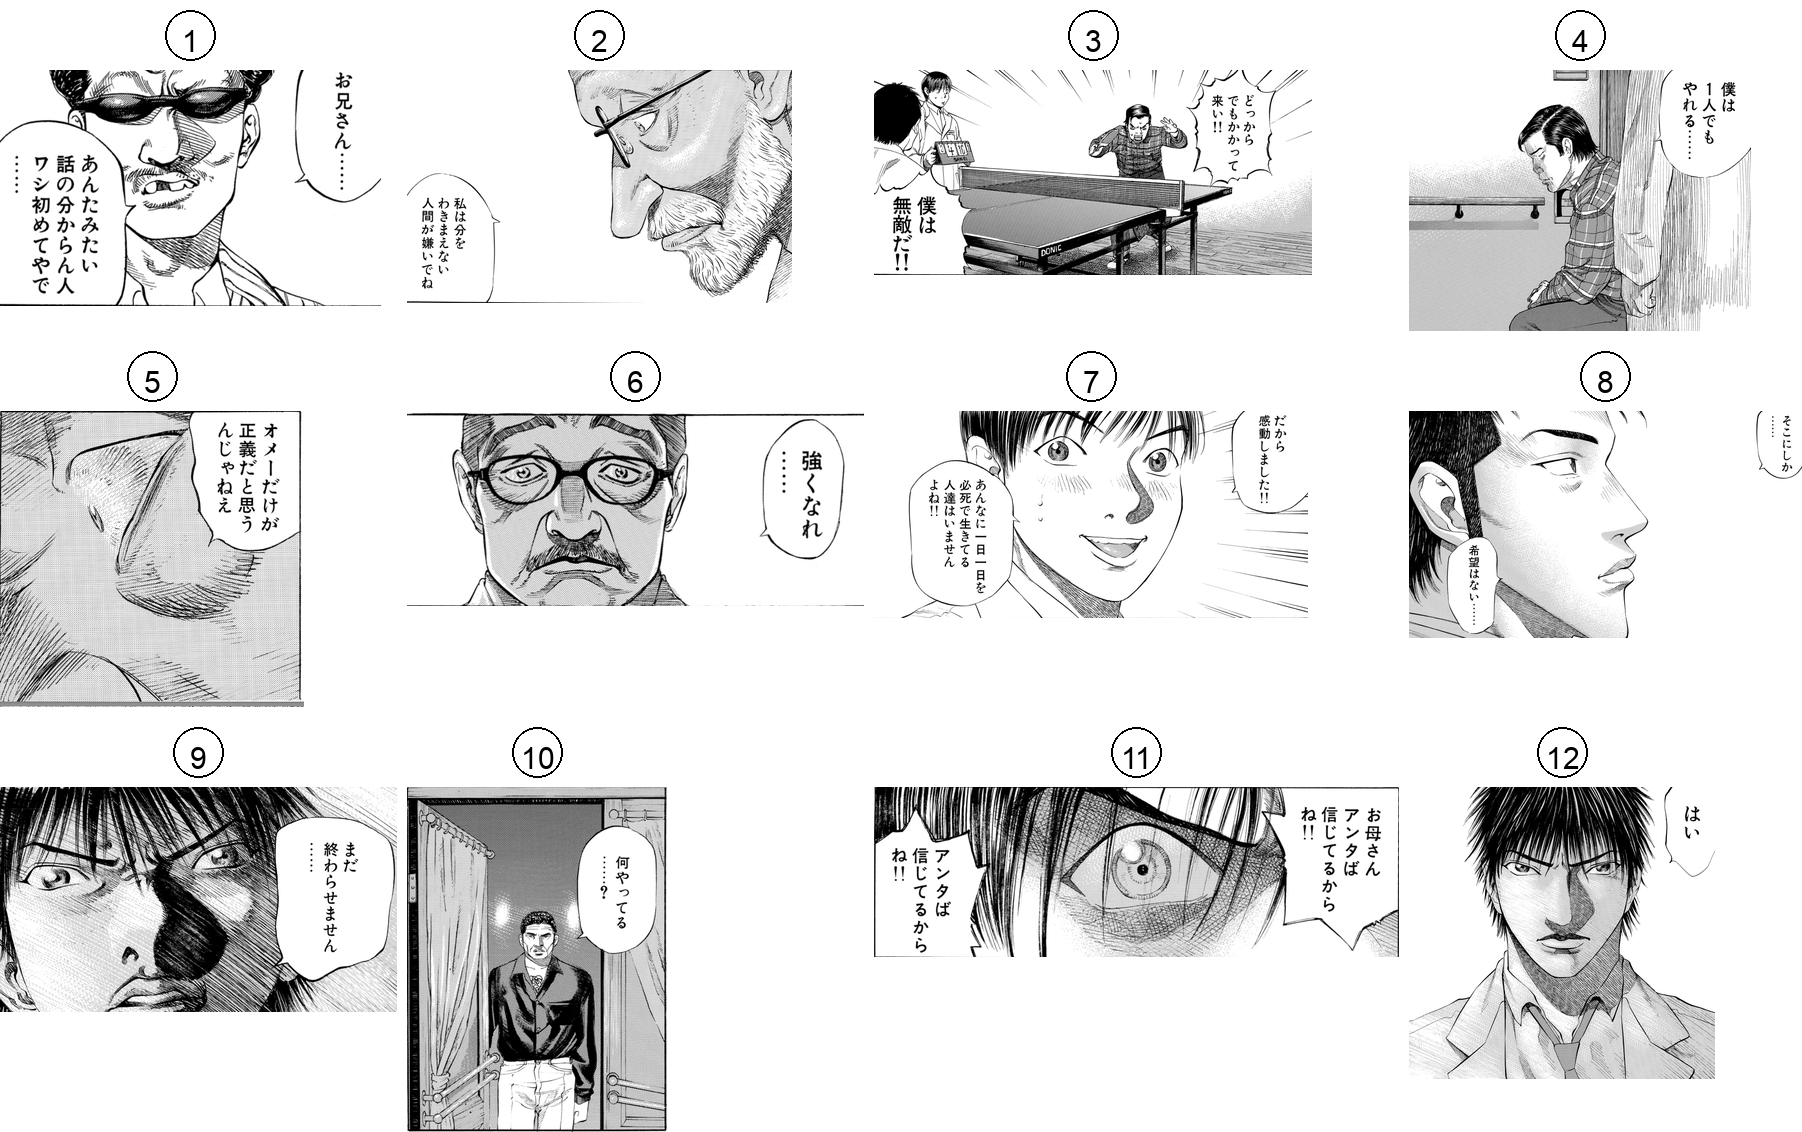 1
お兄さん……
あんたみたい
話の分からん人
ワシ初めてやで
……
2
私は分を
わきまえない
人間が嫌いでね
3
どっから
でもかかって
来い!!
僕は
無敵だ!!
DONIC
4
僕は
1人でも
やれる……
5
オメーだけが
正義だと思う
んじゃねえ
6
強くなれ
……
7
だから
感動しました!!
あんなに一日一日を
必死で生きてる
人達はいません
よね!!
8
そこにしか
……
希望はない……
9
まだ
終わらせません
……
10
何やってる
……?
11
お母さん
アンタば
信じてるから
ね!!
アンタば
信じてるから
ね!!
12
はい